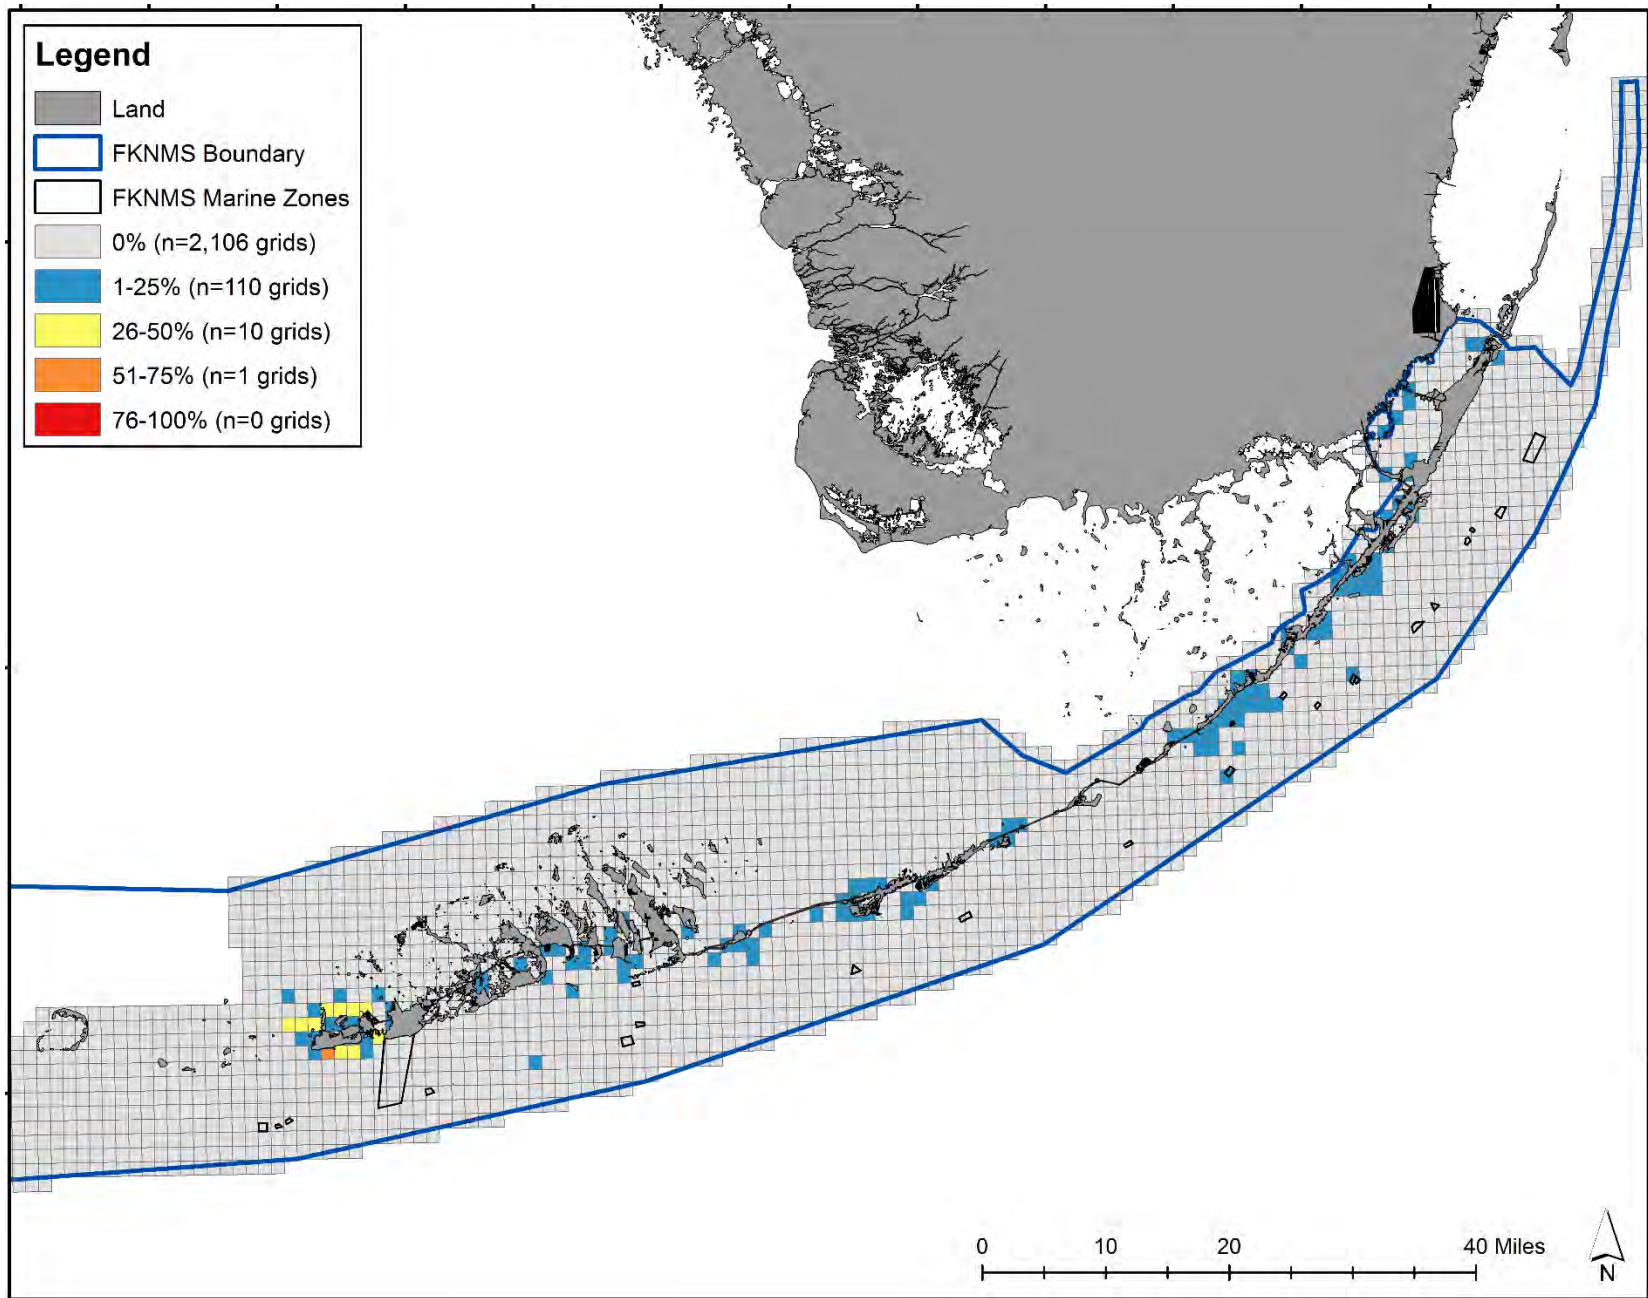 Legend
Land
FKNMS Boundary
FKNMS Marine Zones
0% (n=2,106 grids)
1-25% (n=110 grids)
26-50% (n=10 grids)
51-75% (n=1 grids)
76-100% (n=0 grids)
0 10 20 40 Miles
N